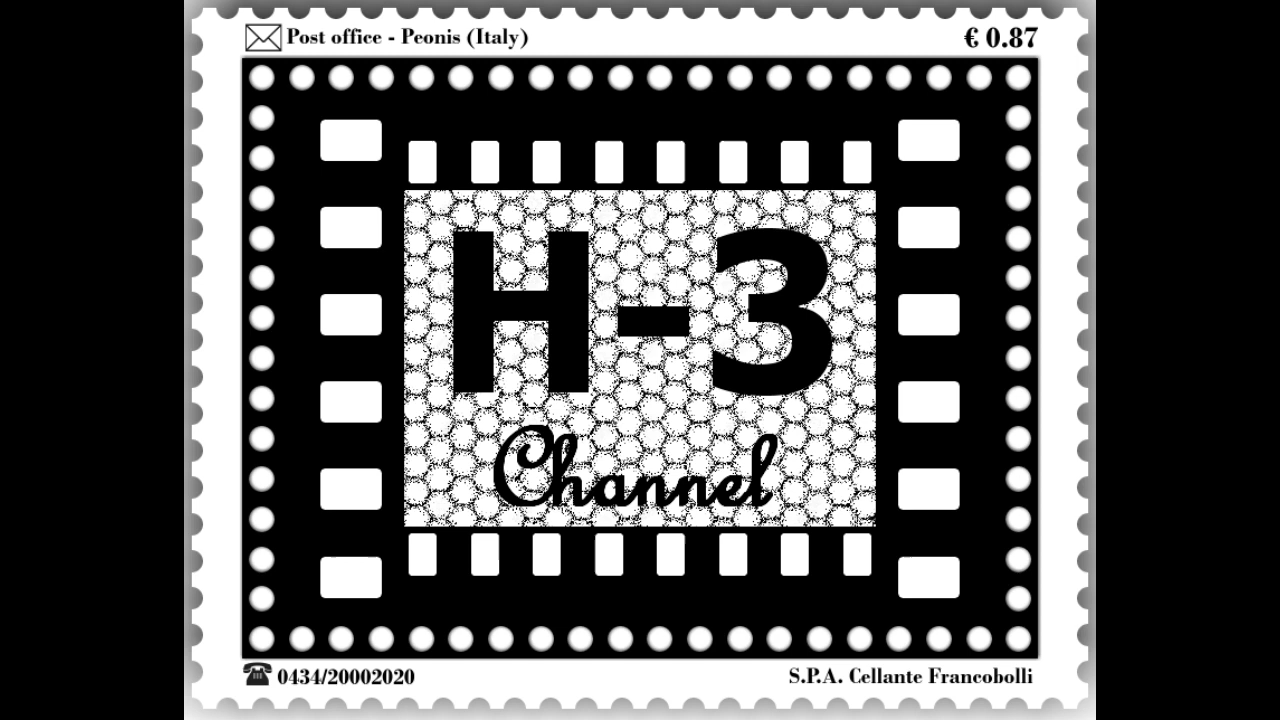 Post office - Peonis (Italy)
€ 0.87
H-3
Channel
0434/20002020
S.P.A. Cellante Francobolli